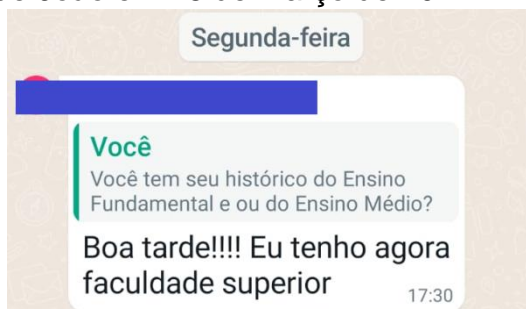 Segunda-feira
Você
Você tem seu histórico do Ensino
Fundamental e ou do Ensino Médio?
Boa tarde!!!! Eu tenho agora
faculdade superior
17:30